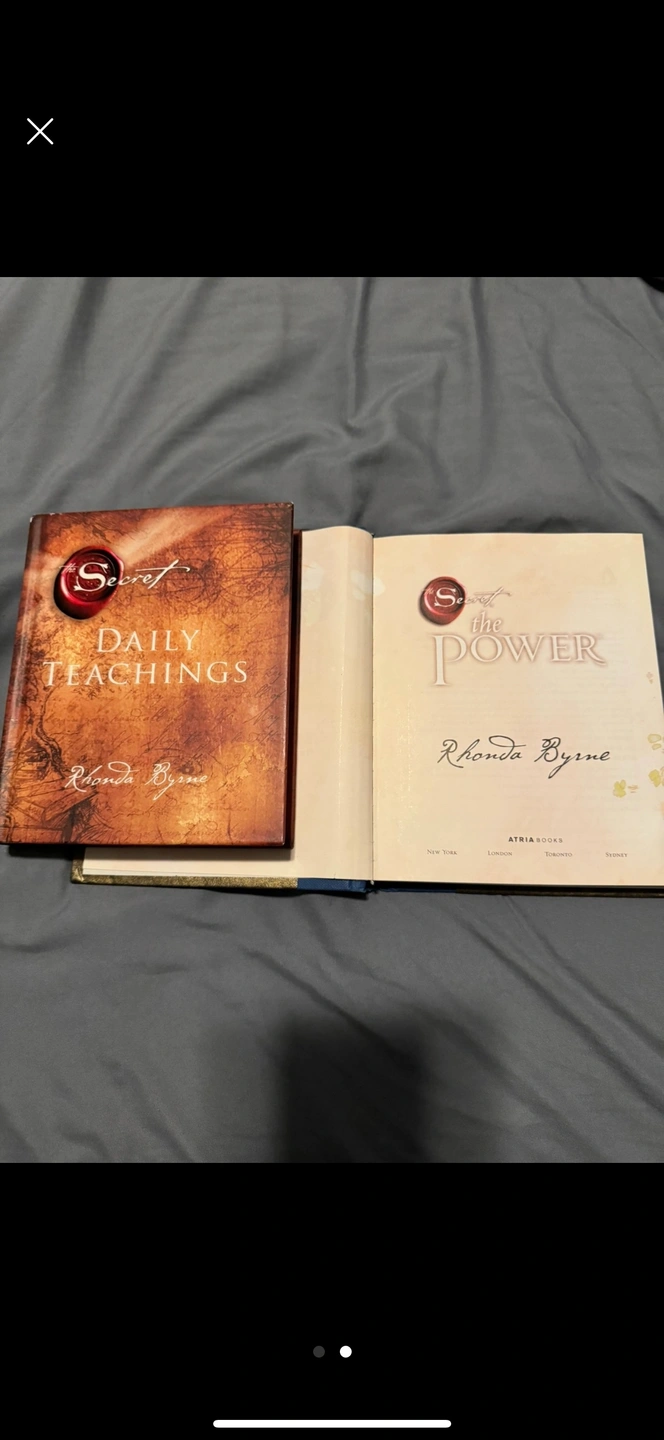 The Secret
DAILY
TEACHINGS
Rhonda Byrne
The Secret
the
POWER
Rhonda Byrne
ATRIA BOOKS
NEW YORK LONDON TORONTO SYDNEY